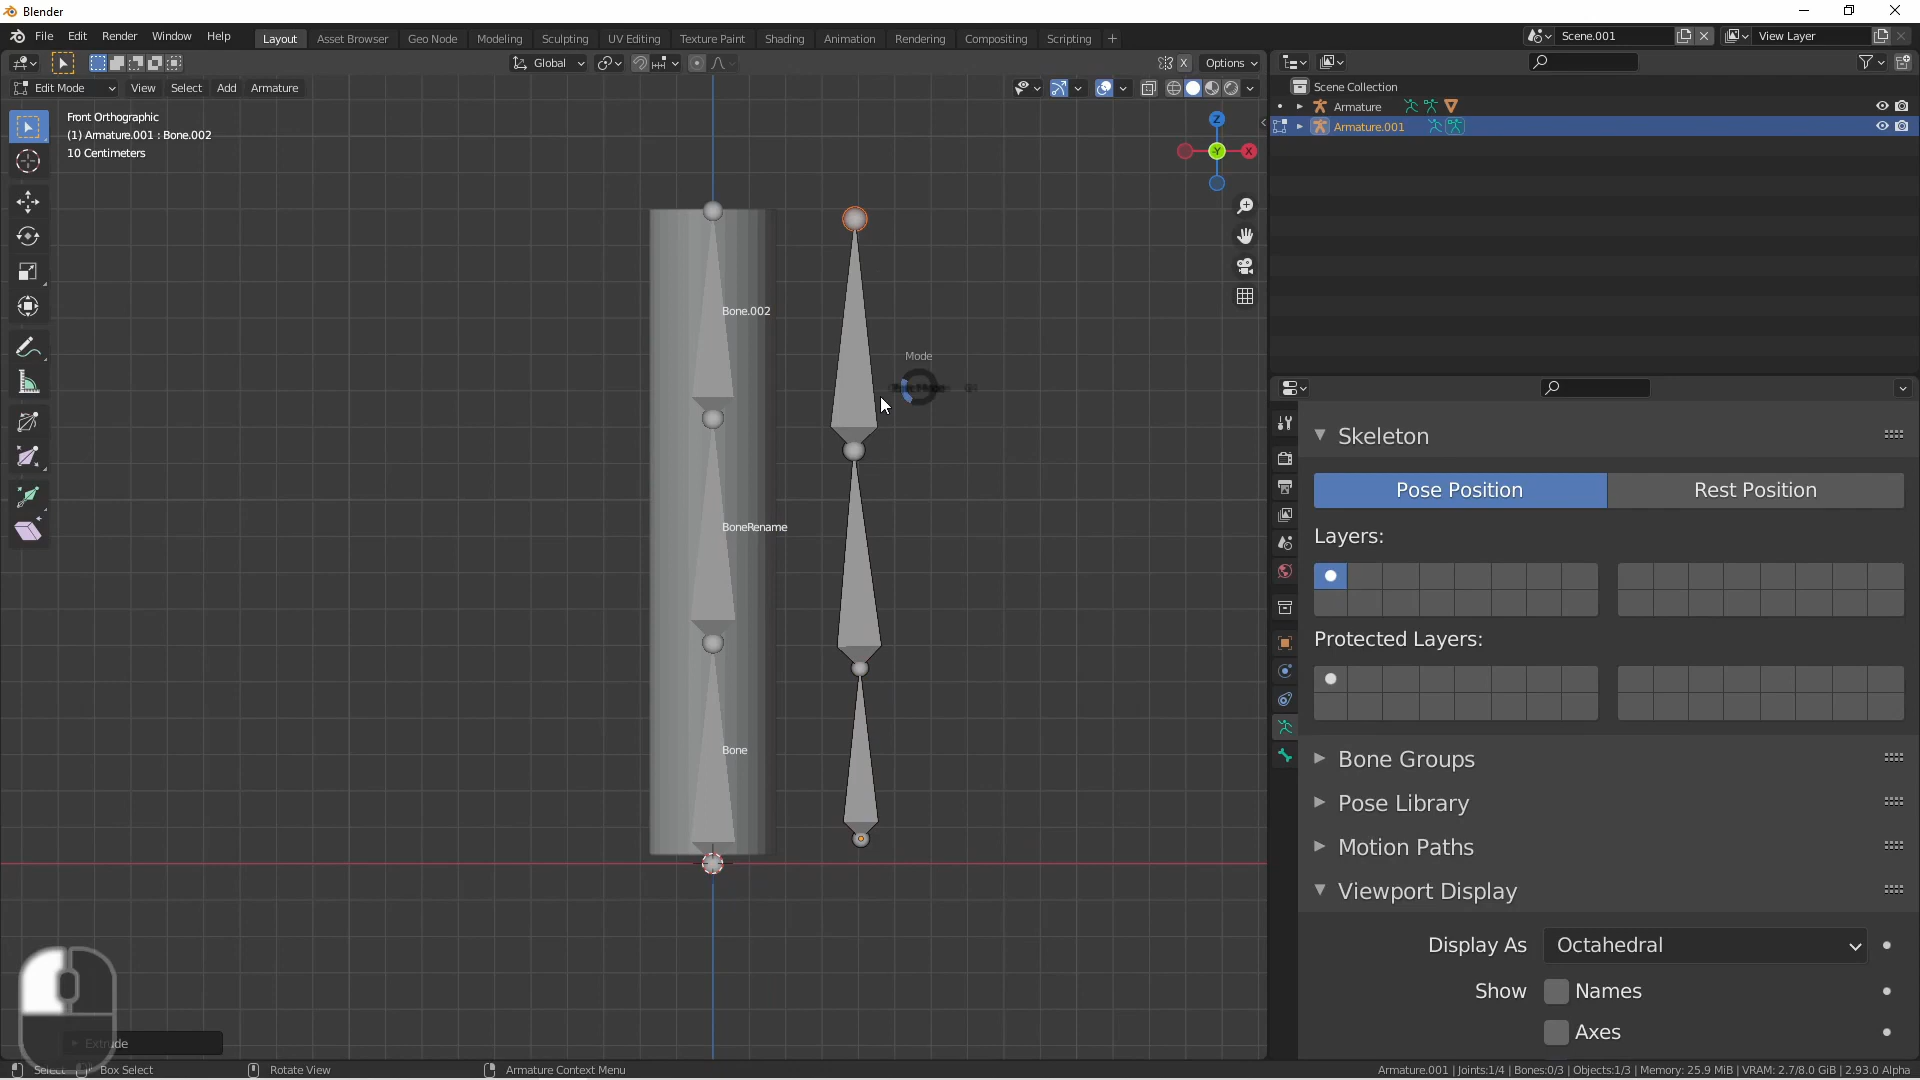 Blender
File Edit Render Window Help
Layout Asset Browser Geo Node Modeling Sculpting UV Editing Texture Paint Shading Animation Rendering Compositing Scripting
Scene.001
View Layer
Global
X
Options
Edit Mode
View Select Add Armature
Front Orthographic
(1) Armature.001 : Bone.002
10 Centimeters
Z
Y
X
Mode
Bone.002
BoneRename
Bone
Extrude
Scene Collection
Armature
Armature.001
Skeleton
Pose Position
Rest Position
Layers:
Protected Layers:
Bone Groups
Pose Library
Motion Paths
Viewport Display
Display As Octahedral
Show Names
Axes
Select
Box Select
Rotate View
Armature Context Menu
Armature.001 | Joints:1/4 | Bones:0/3 | Objects:1/3 | Memory: 25.9 MiB | VRAM: 2.7/8.0 GiB | 2.93.0 Alpha